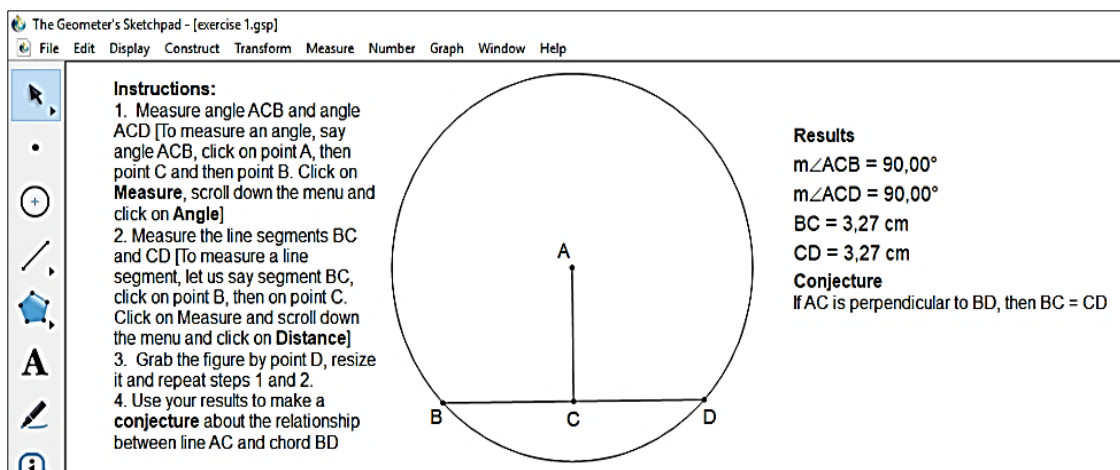 The Geometer's Sketchpad - [exercise 1.gsp]
File Edit Display Construct Transform Measure Number Graph Window Help
Instructions:
1. Measure angle ACB and angle
ACD [To measure an angle, say
angle ACB, click on point A, then
point C and then point B. Click on
Measure, scroll down the menu and
click on Angle]
2. Measure the line segments BC
and CD [To measure a line
segment, let us say segment BC,
click on point B, then on point C.
Click on Measure and scroll down
the menu and click on Distance]
3. Grab the figure by point D, resize
it and repeat steps 1 and 2.
4. Use your results to make a
conjecture about the relationship
between line AC and chord BD
A
A
B
C
D
Results
m∠ACB = 90,00°
m∠ACD = 90,00°
BC = 3,27 cm
CD = 3,27 cm
Conjecture
If AC is perpendicular to BD, then BC = CD